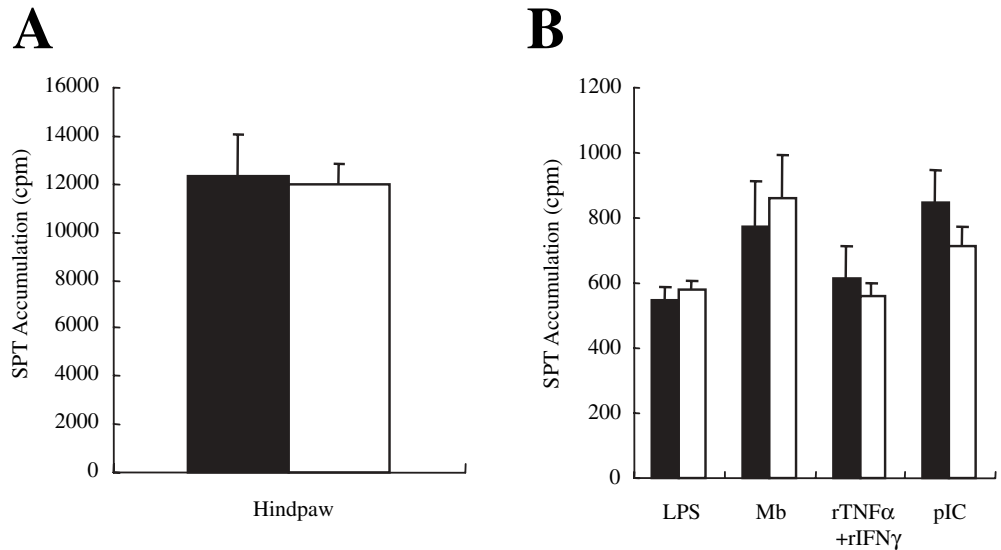 A
SPT Accumulation (cpm)
16000
14000
12000
10000
8000
6000
4000
2000
0
Hindpaw
B
SPT Accumulation (cpm)
1200
1000
800
600
400
200
0
LPS
Mb
rTNFα
+rIFNγ
pIC